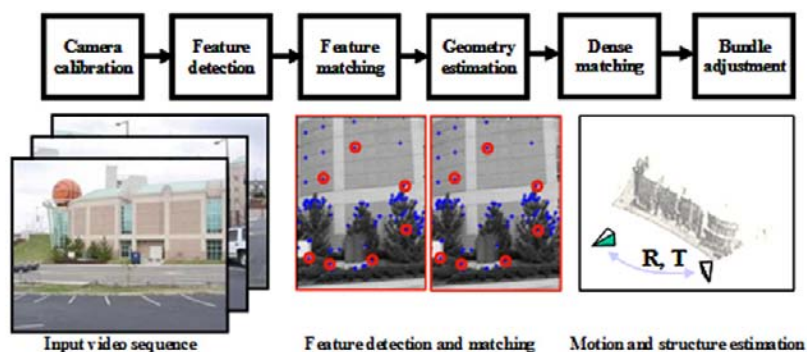 Camera calibration
Feature detection
Feature matching
Geometry estimation
Dense matching
Bundle adjustment
R, T
Input video sequence
Feature detection and matching
Motion and structure estimation